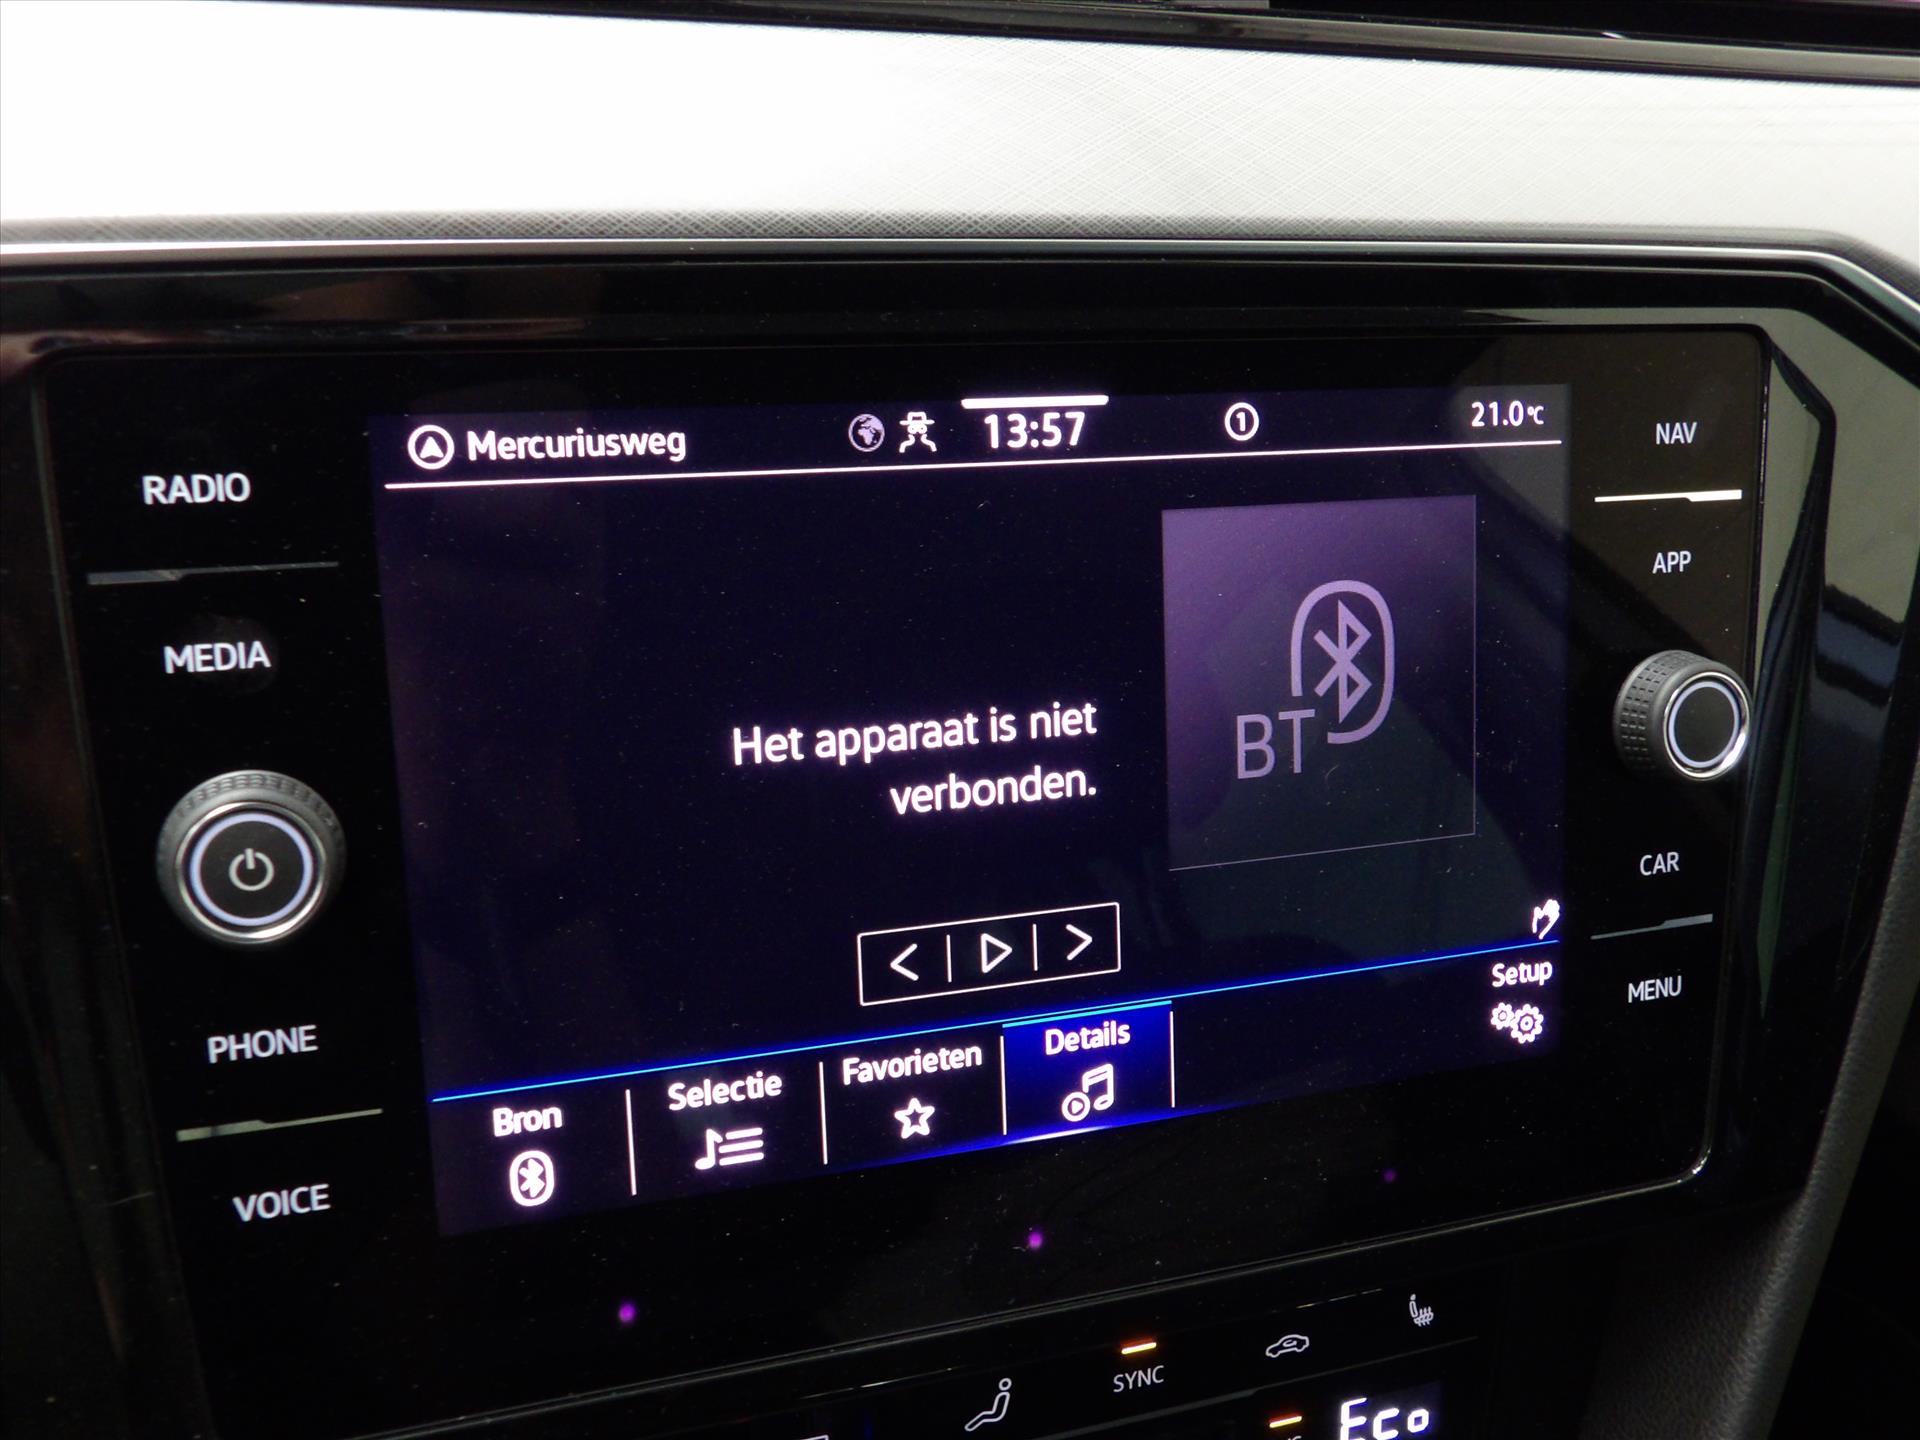 Mercuriusweg 13:57 1 21.0°C
RADIO
MEDIA
PHONE
VOICE
Het apparaat is niet
verbonden.
BT
Bron
Selectie
Favorieten
Details
Setup
NAV
APP
CAR
MENU
SYNC
Eco